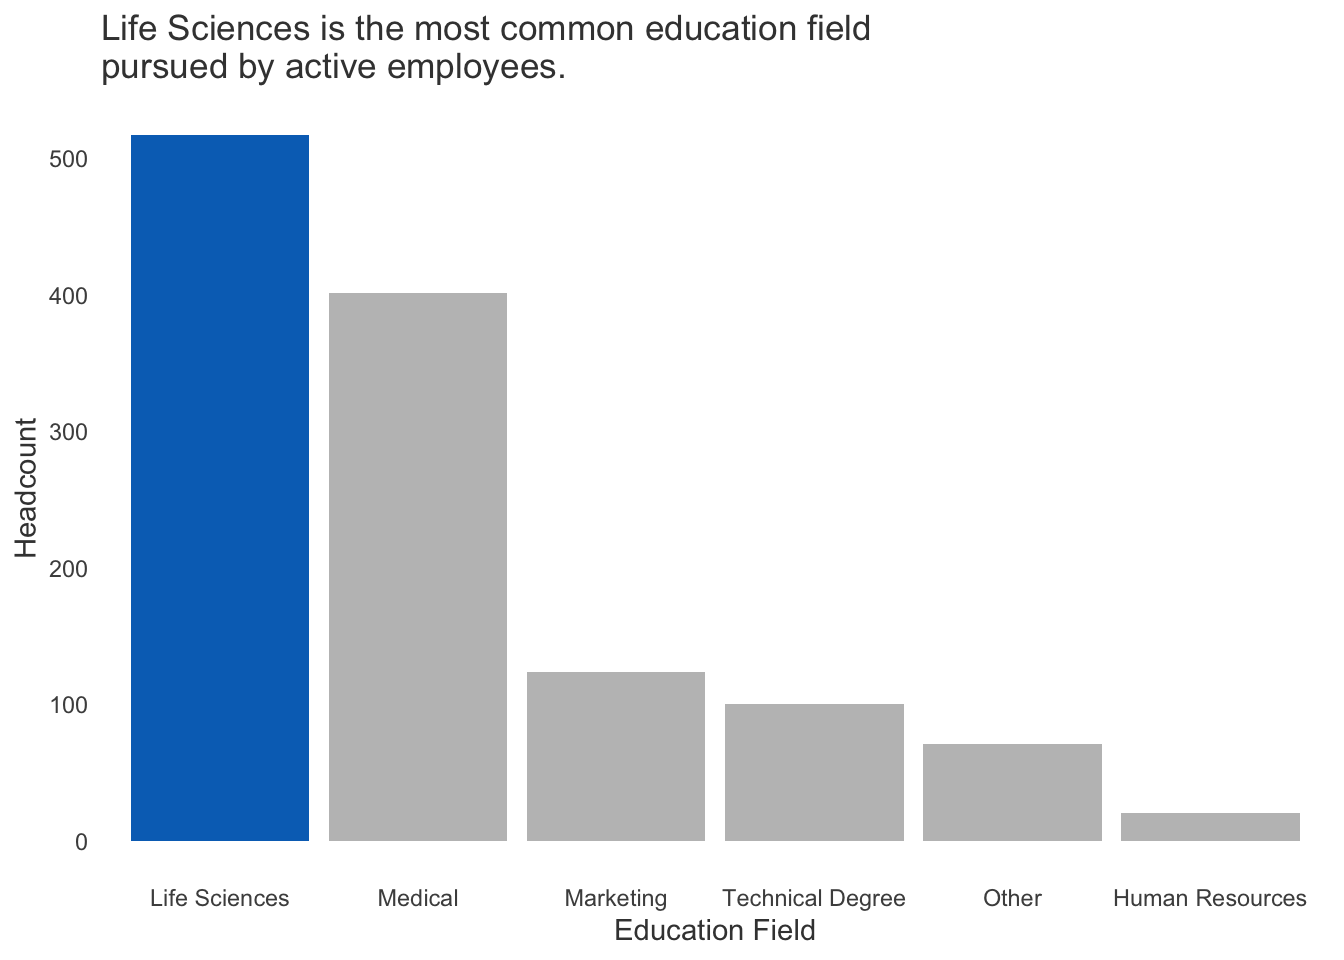 Life Sciences is the most common education field
pursued by active employees.
Headcount
500
400
300
200
100
0
Life Sciences
Medical
Marketing
Technical Degree
Other
Human Resources
Education Field